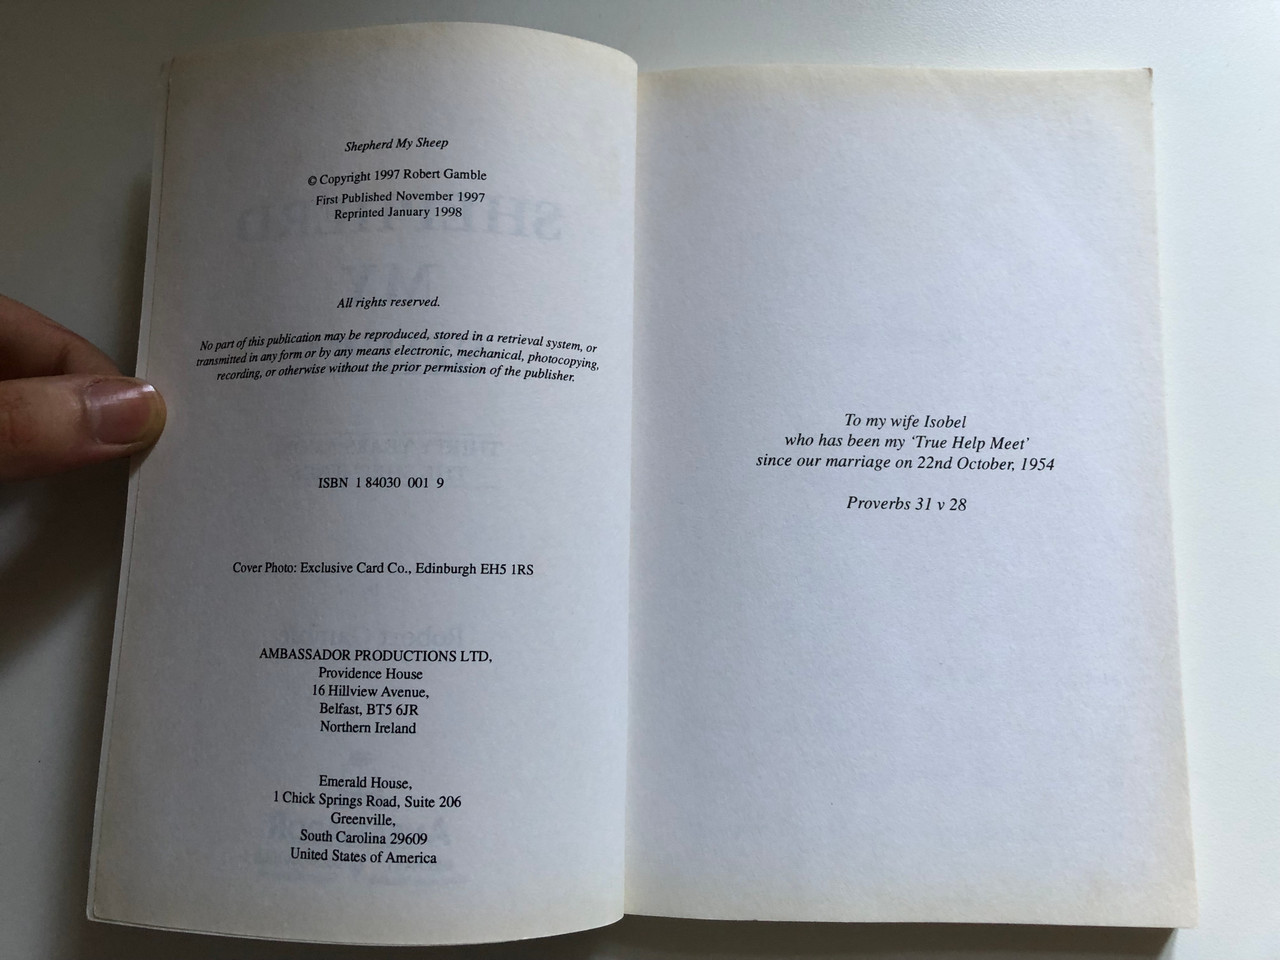 Shepherd My Sheep
© Copyright 1997 Robert Gamble
First Published November 1997
Reprinted January 1998
All rights reserved.
No part of this publication may be reproduced, stored in a retrieval system, or
transmitted in any form or by any means electronic, mechanical, photocopying,
recording, or otherwise without the prior permission of the publisher.
ISBN 1 84030 001 9
Cover Photo: Exclusive Card Co., Edinburgh EH5 1RS
AMBASSADOR PRODUCTIONS LTD,
Providence House
16 Hillview Avenue,
Belfast, BT5 6JR
Northern Ireland
Emerald House,
1 Chick Springs Road, Suite 206
Greenville,
South Carolina 29609
United States of America
To my wife Isobel
who has been my ‘True Help Meet’
since our marriage on 22nd October, 1954
Proverbs 31 v 28